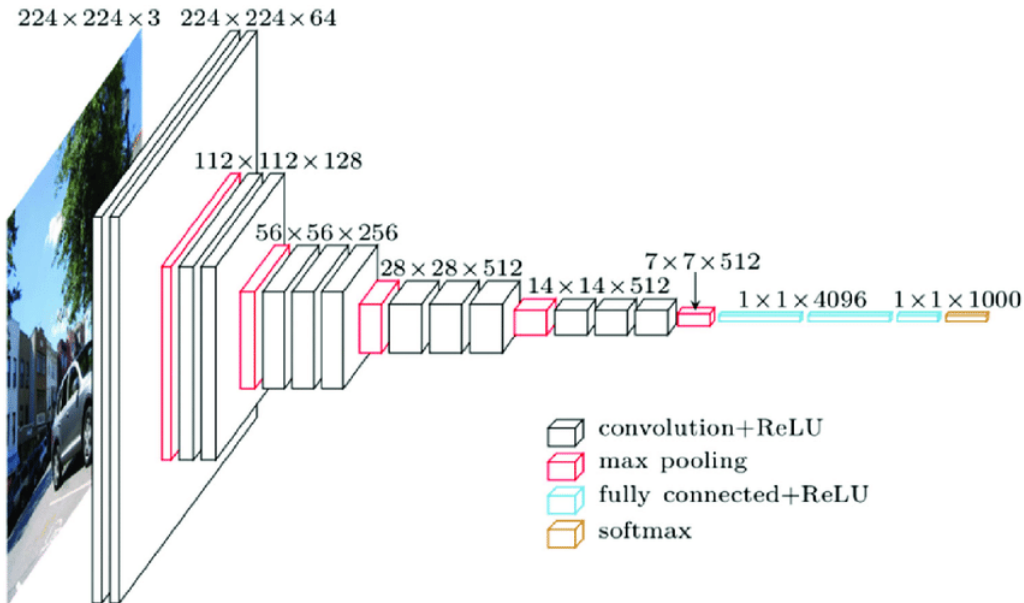 224×224×3
224×224×64
112×112×128
56×56×256
28×28×512
14×14×512
7×7×512
1×1×4096
1×1×1000
convolution+ReLU
max pooling
fully connected+ReLU
softmax